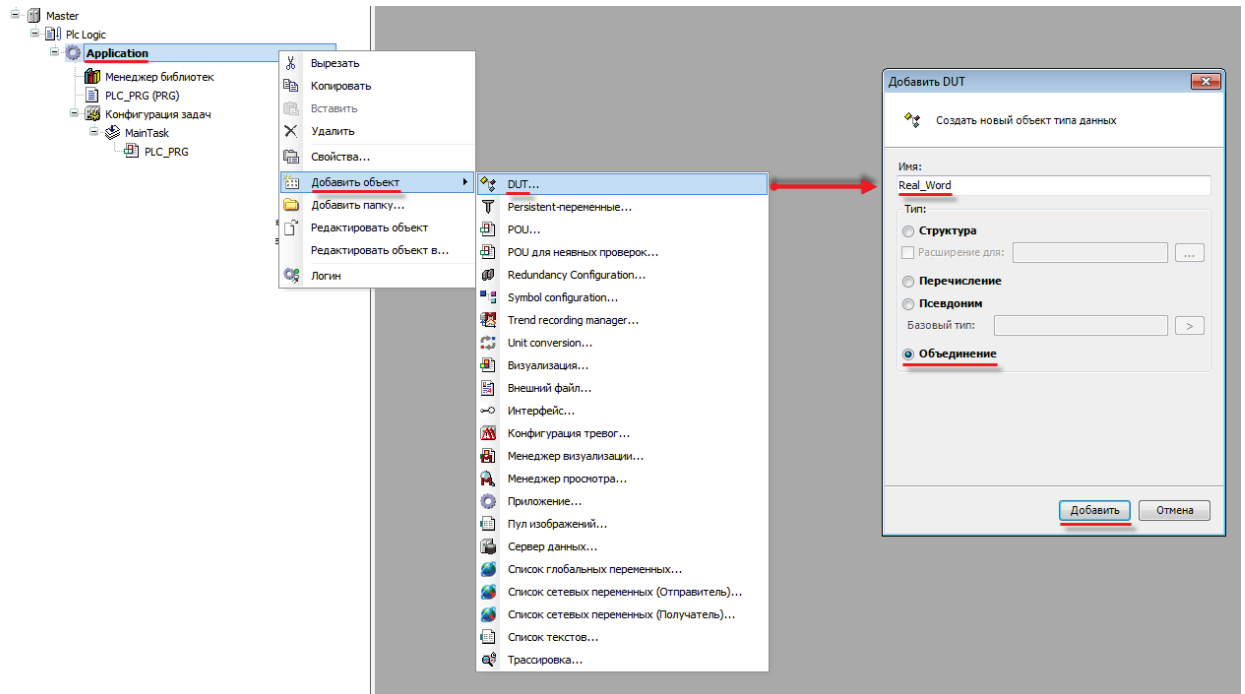 Master
Plc Logic
Application
Менеджер библиотек
PLC_PRG (PRG)
Конфигурация задач
MainTask
PLC_PRG
Вырезать
Копировать
Вставить
Удалить
Свойства...
Добавить объект
Добавить папку...
Редактировать объект
Редактировать объект в...
Логин
DUT...
Persistent-переменные...
POU...
POU для неявных проверок...
Redundancy Configuration...
Symbol configuration...
Trend recording manager...
Unit conversion...
Визуализация...
Внешний файл...
Интерфейс...
Конфигурация тревог...
Менеджер визуализации...
Менеджер просмотра...
Приложение...
Пул изображений...
Сервер данных...
Список глобальных переменных...
Список сетевых переменных (Отправитель)...
Список сетевых переменных (Получатель)...
Список текстов...
Трассировка...
Добавить DUT
Создать новый объект типа данных
Имя:
Real_Word
Тип:
Структура
Расширение для:
...
Перечисление
Псевдоним
Базовый тип:
>
Объединение
Добавить
Отмена